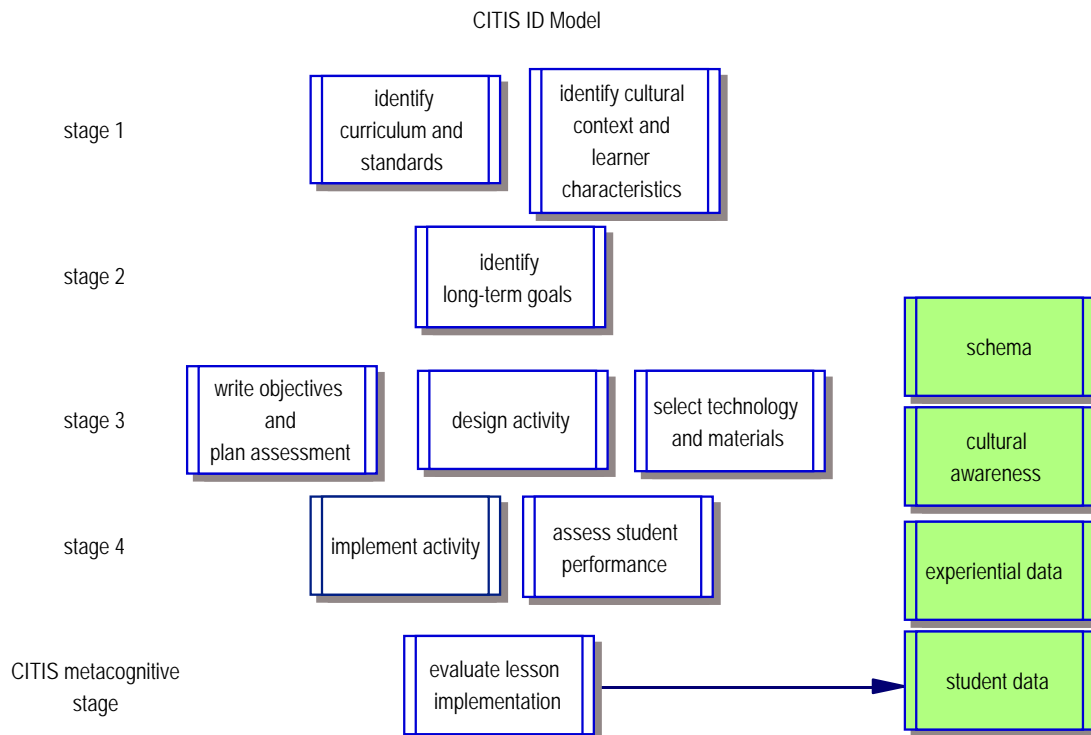 CITIS ID Model
stage 1
identify
curriculum and
standards
identify cultural
context and
learner
characteristics
stage 2
identify
long-term goals
stage 3
write objectives
and
plan assessment
design activity
select technology
and materials
schema
cultural
awareness
stage 4
implement activity
assess student
performance
experiential data
CITIS metacognitive
stage
evaluate lesson
implementation
student data